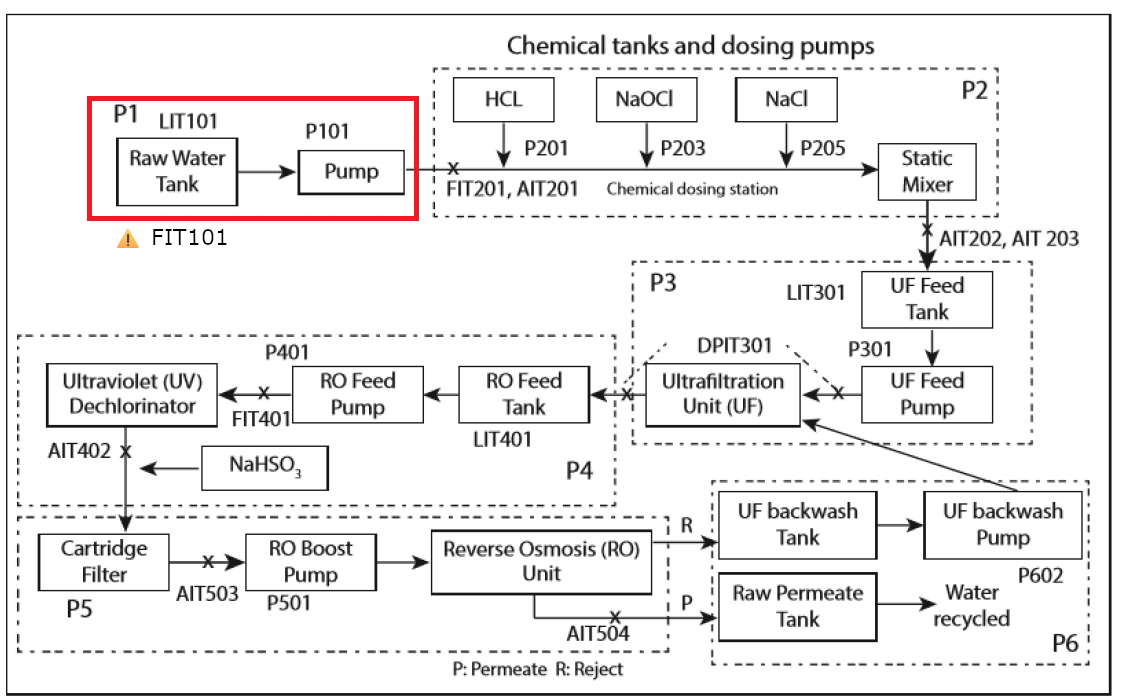 Chemical tanks and dosing pumps
P2
HCL
NaOCl
NaCl
P1
LIT101
P101
P201
P203
P205
Raw Water
Tank
Pump
Static
Mixer
FIT201, AIT201
Chemical dosing station
⚠ FIT101
AIT202, AIT 203
P3
LIT301
UF Feed
Tank
DPIT301
P301
P401
Ultraviolet (UV)
Dechlorinator
RO Feed
Pump
RO Feed
Tank
Ultrafiltration
Unit (UF)
UF Feed
Pump
FIT401
LIT401
AIT402
NaHSO₃
P4
UF backwash
Tank
UF backwash
Pump
R
Cartridge
Filter
RO Boost
Pump
Reverse Osmosis (RO)
Unit
P602
AIT503
P501
P5
P
Raw Permeate
Tank
Water
recycled
AIT504
P6
P: Permeate R: Reject